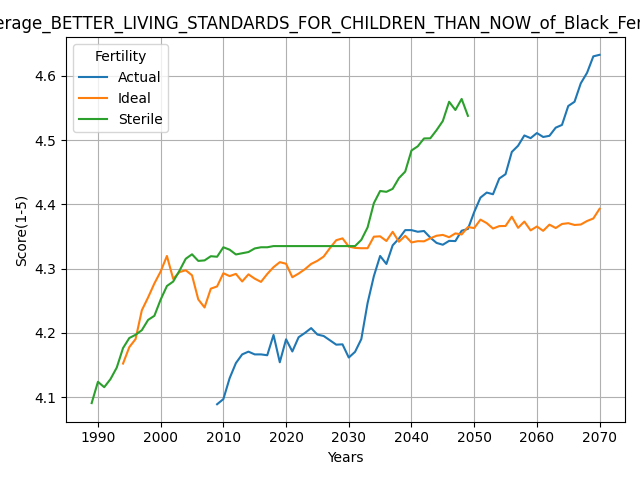 erage_BETTER_LIVING_STANDARDS_FOR_CHILDREN_THAN_NOW_of_Black_Fer
Fertility
Actual
Ideal
Sterile
Score(1-5)
4.6
4.5
4.4
4.3
4.2
4.1
1990 2000 2010 2020 2030 2040 2050 2060 2070
Years